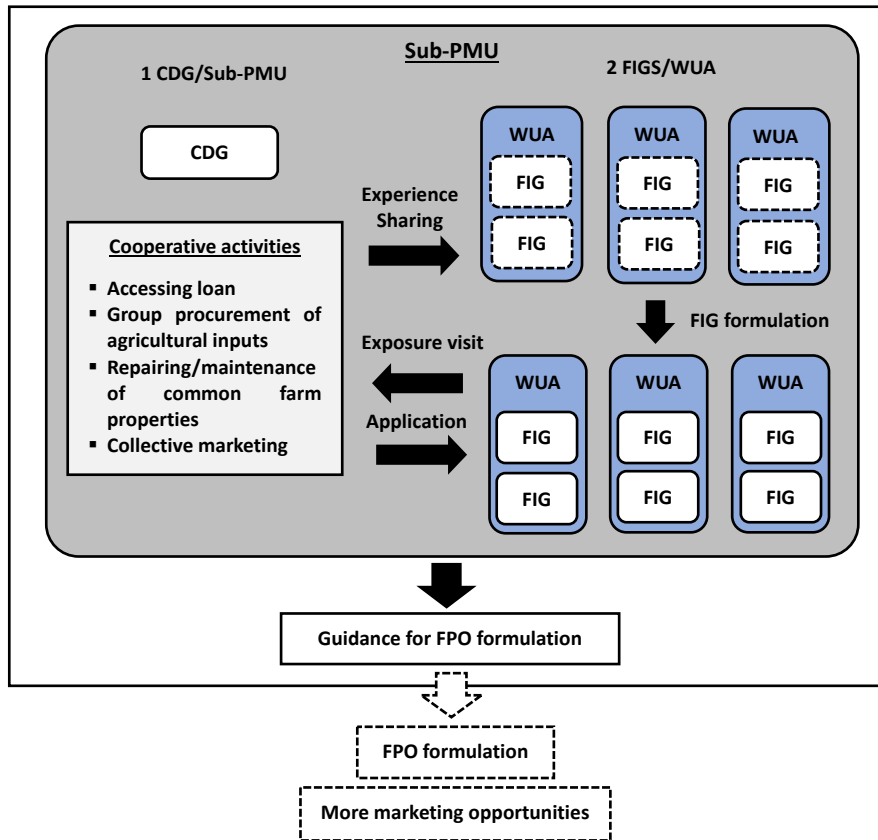 Sub-PMU
1 CDG/Sub-PMU
2 FIGS/WUA
CDG
WUA
WUA
WUA
FIG
FIG
FIG
FIG
FIG
FIG
Experience
Sharing
Cooperative activities
▪ Accessing loan
▪ Group procurement of
agricultural inputs
▪ Repairing/maintenance
of common farm
properties
▪ Collective marketing
FIG formulation
Exposure visit
Application
WUA
WUA
WUA
FIG
FIG
FIG
FIG
FIG
FIG
Guidance for FPO formulation
FPO formulation
More marketing opportunities